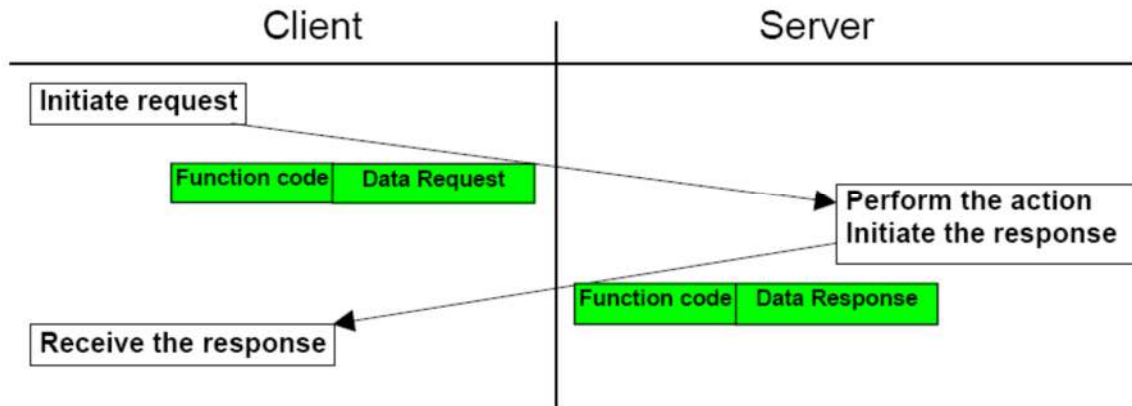 Client
Server
Initiate request
Function code
Data Request
Perform the action
Initiate the response
Function code
Data Response
Receive the response